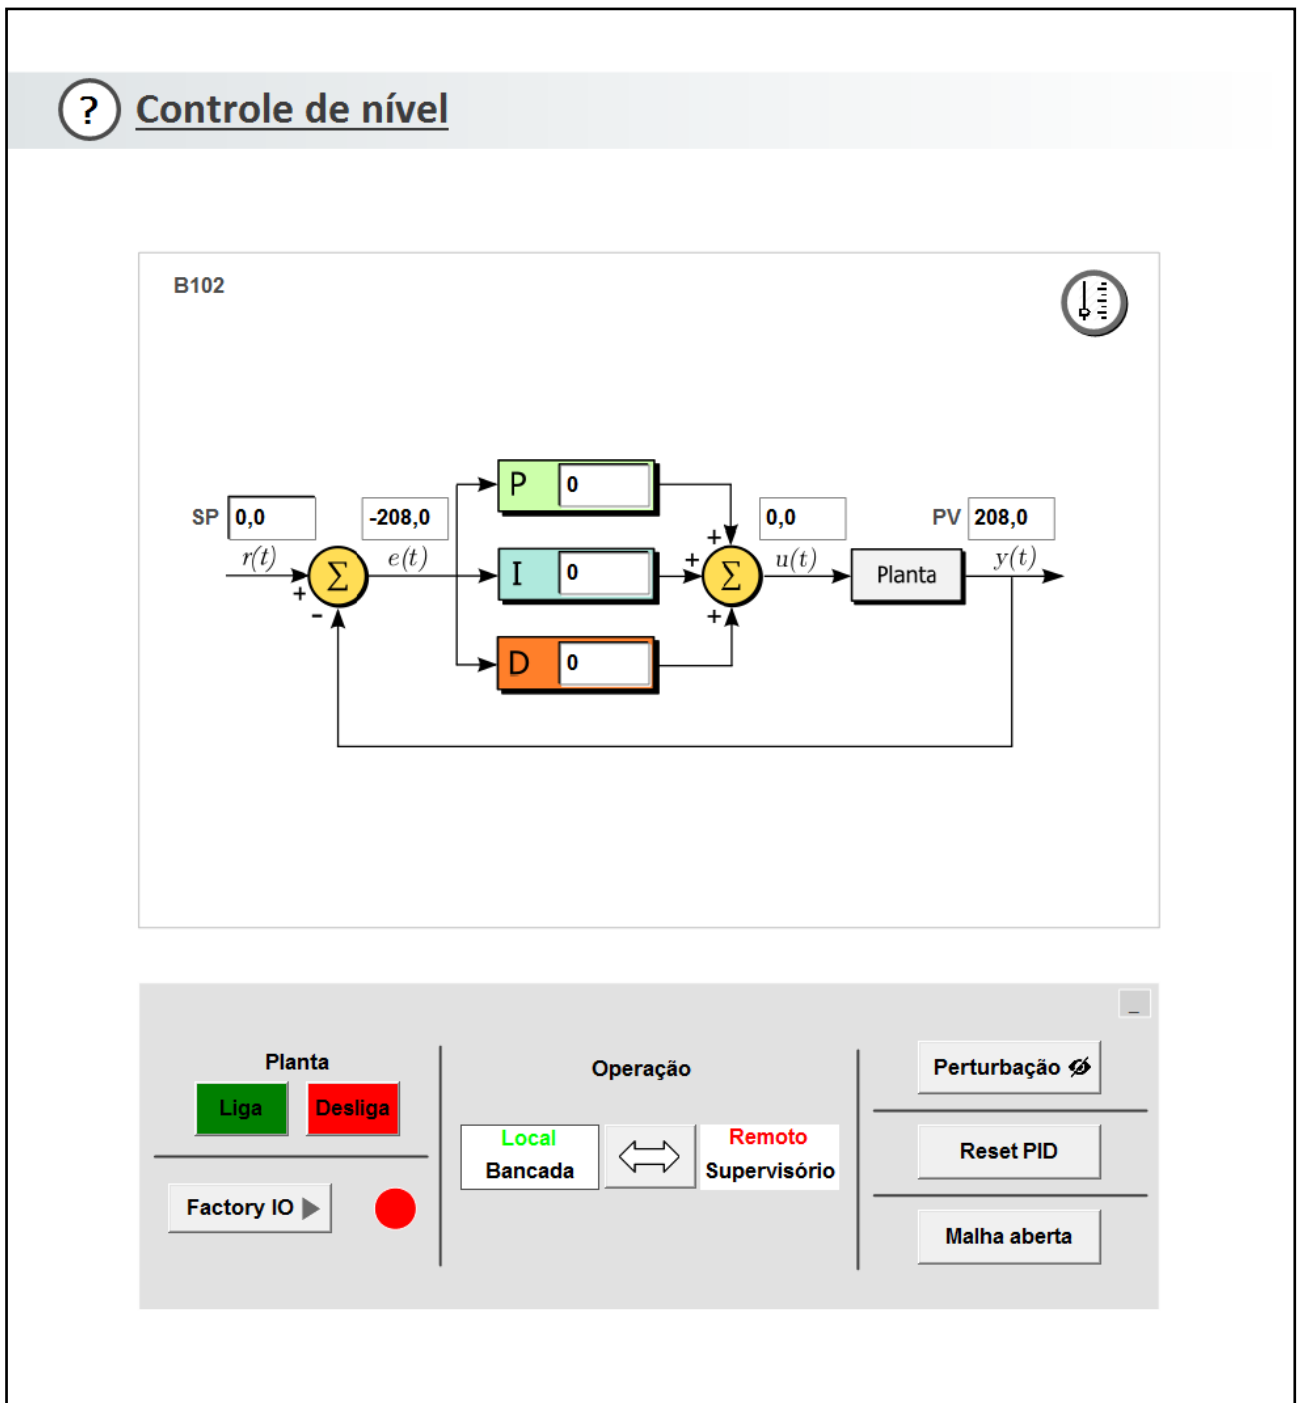 ? Controle de nível
B102
P 0
SP 0,0 -208,0 0,0 PV 208,0
r(t) e(t) u(t) y(t)
+ - Σ
I 0
+ + + Σ
Planta
D 0
_
Planta
Liga Desliga
Factory IO
Operação
Local
Bancada
Remoto
Supervisório
Perturbação
Reset PID
Malha aberta